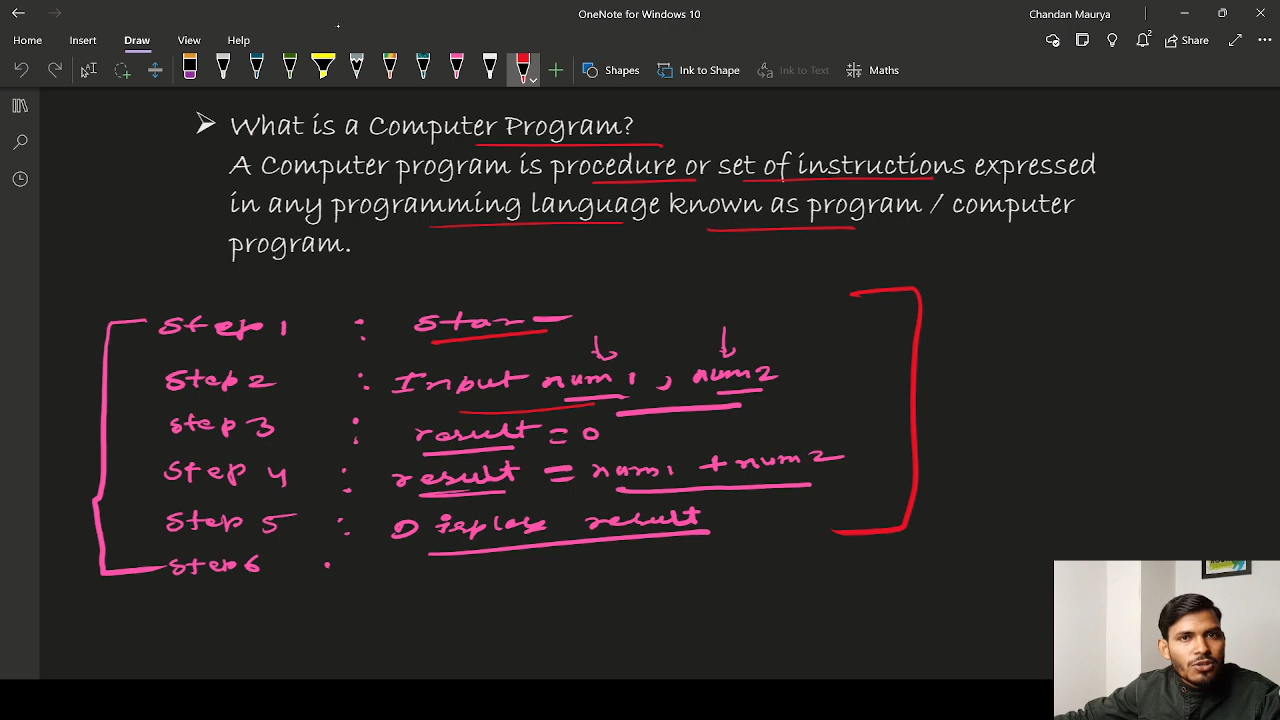 OneNote for Windows 10
Chandan Maurya
Home Insert Draw View Help
Share
Shapes Ink to Shape Ink to Text Maths
What is a Computer Program?
A Computer program is procedure or set of instructions expressed
in any programming language known as program / computer
program.
Step 1 : Start
Step 2 : Input num1, num2
Step 3 : result = 0
Step 4 : result = num1 + num2
Step 5 : Display result
Step 6 :